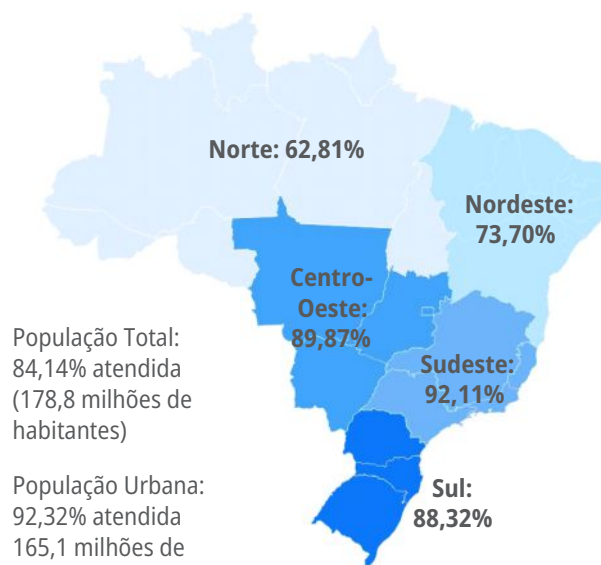 Norte: 62,81%
Nordeste:
73,70%
Centro-
Oeste:
89,87%
Sudeste:
92,11%
Sul:
88,32%
População Total:
84,14% atendida
(178,8 milhões de
habitantes)
População Urbana:
92,32% atendida
165,1 milhões de